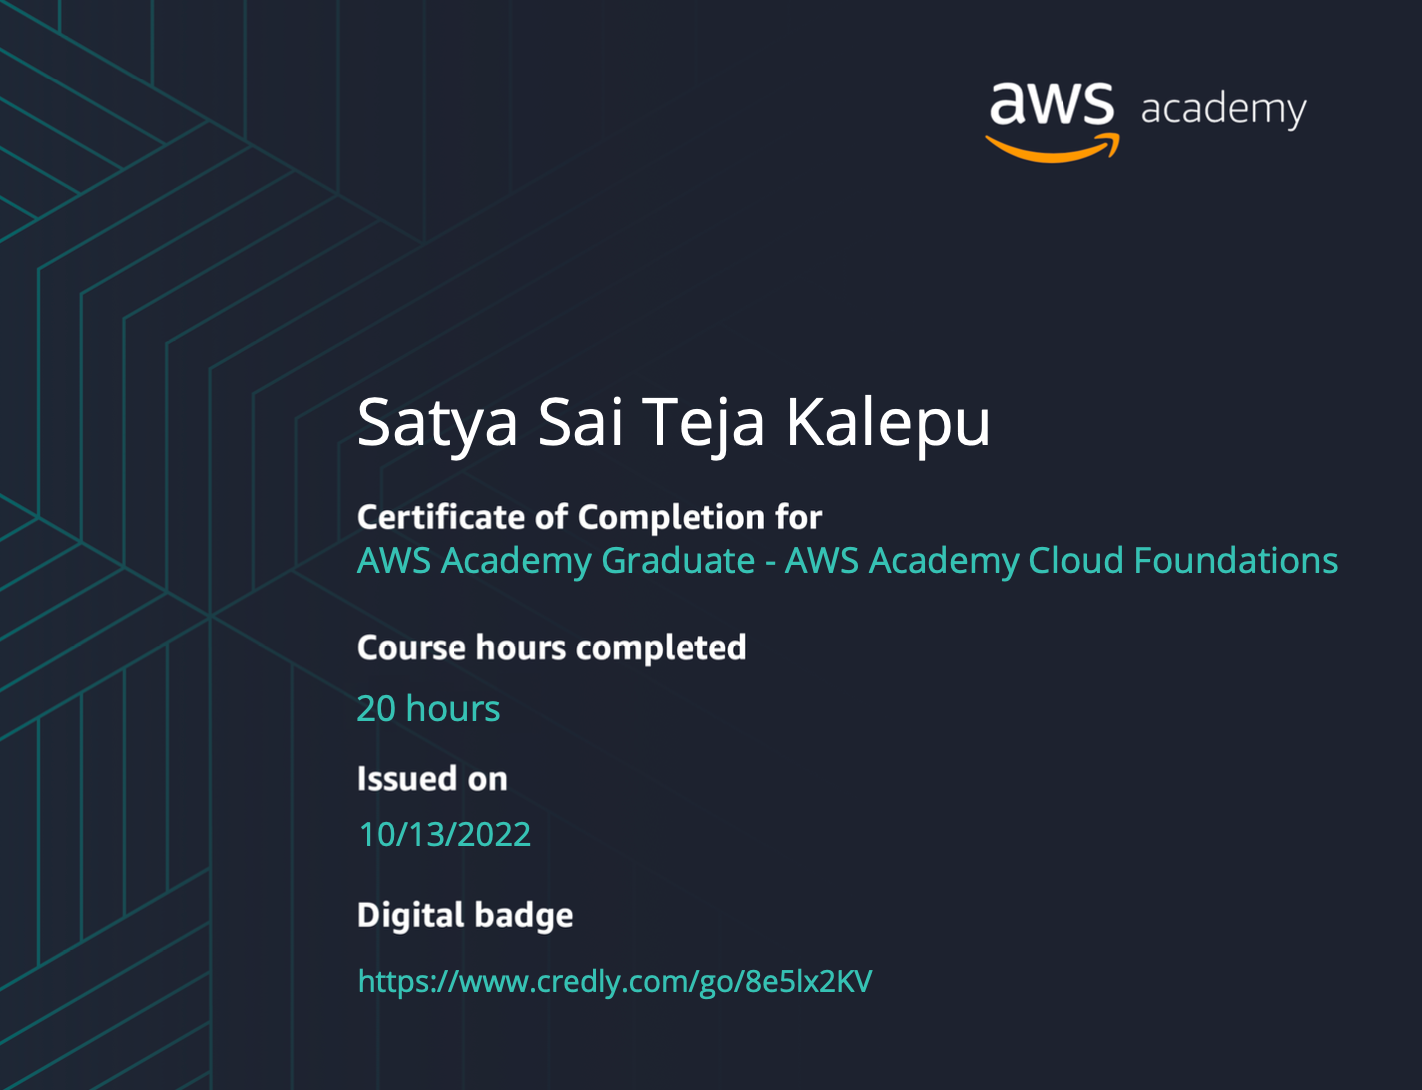 aws academy
Satya Sai Teja Kalepu
Certificate of Completion for
AWS Academy Graduate - AWS Academy Cloud Foundations
Course hours completed
20 hours
Issued on
10/13/2022
Digital badge
https://www.credly.com/go/8e5lx2KV